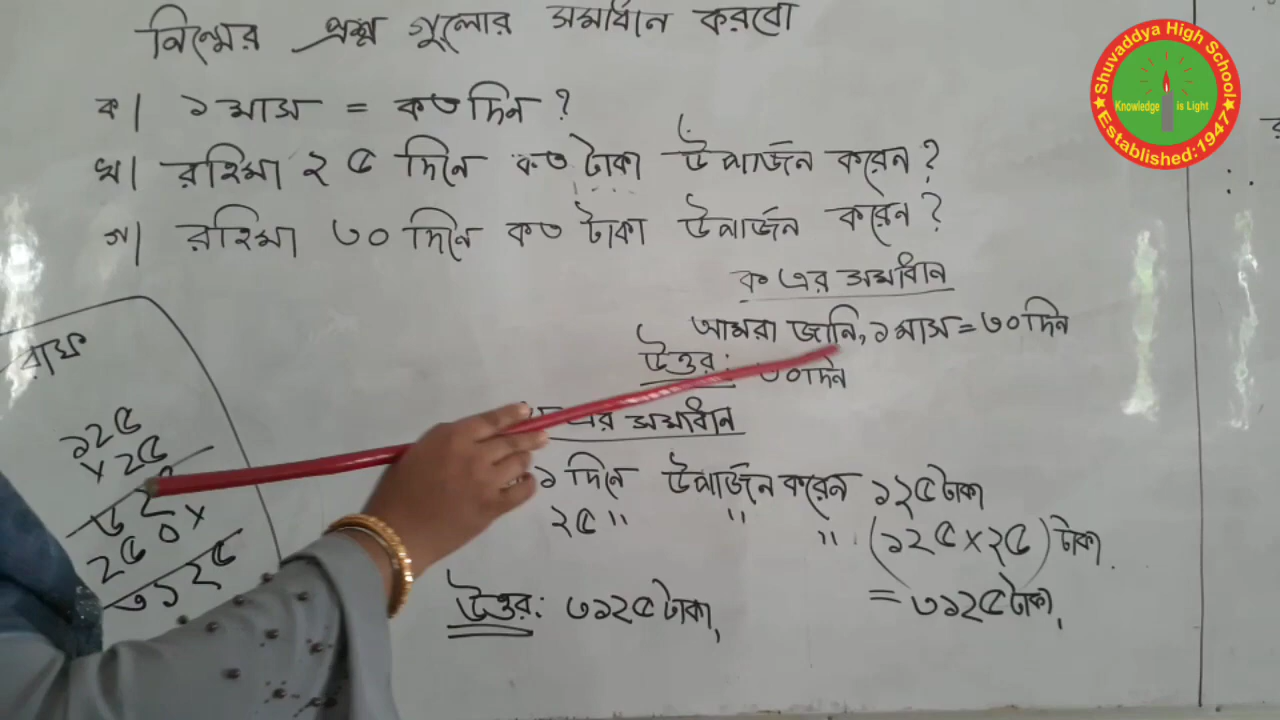 নিম্মের প্রশ্ন গুলোর সমাধান করবো
ক। ১ মাস = কত দিন ?
খ। রহিমা ২৫ দিনে কত টাকা উপার্জন করেন ?
গ। রহিমা ৩০ দিনে কত টাকা উপার্জন করেন ?
ক এর সমাধান
আমরা জানি, ১ মাস = ৩০ দিন
উত্তর: ৩০ দিন
এর সমাধান
১ দিনে উপার্জন করেন ১২৫ টাকা
২৫ " " " (১২৫ × ২৫) টাকা
= ৩১২৫ টাকা
উত্তর: ৩১২৫ টাকা
রাফ
১২৫
× ২৫
৬২
২৫০ ×
৩১২৫
Shuvaddya High School
Knowledge is Light
Established:1947